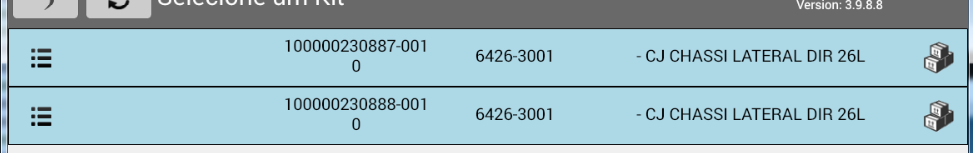 Selecione um Kit
Version: 3.9.8.8
100000230887-001
0
6426-3001
- CJ CHASSI LATERAL DIR 26L
100000230888-001
0
6426-3001
- CJ CHASSI LATERAL DIR 26L